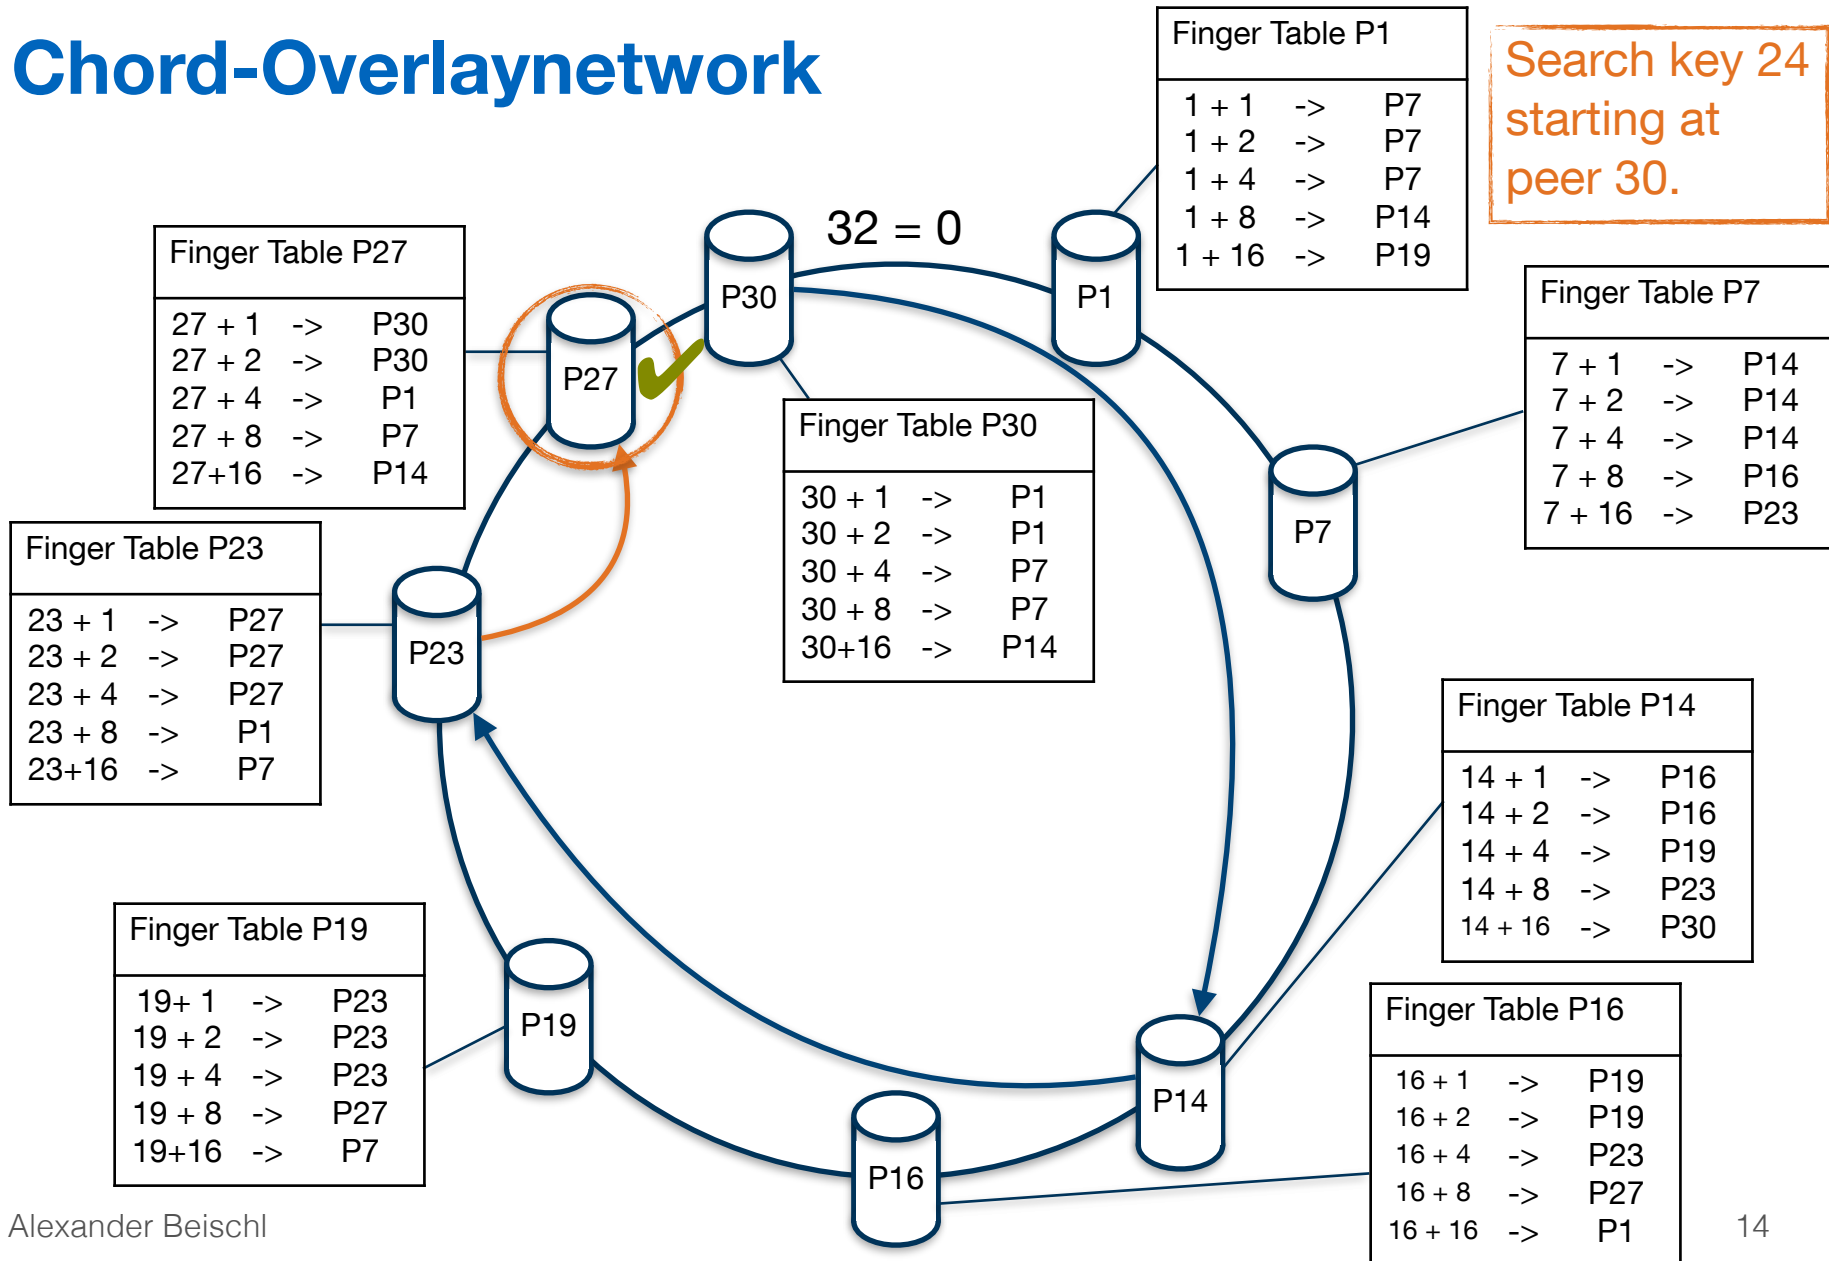 Chord-Overlaynetwork
Search key 24
starting at
peer 30.
32 = 0
Finger Table P1
1 + 1 -> P7
1 + 2 -> P7
1 + 4 -> P7
1 + 8 -> P14
1 + 16 -> P19
Finger Table P27
27 + 1 -> P30
27 + 2 -> P30
27 + 4 -> P1
27 + 8 -> P7
27+16 -> P14
P30
P1
P27
Finger Table P7
7 + 1 -> P14
7 + 2 -> P14
7 + 4 -> P14
7 + 8 -> P16
7 + 16 -> P23
Finger Table P30
30 + 1 -> P1
30 + 2 -> P1
30 + 4 -> P7
30 + 8 -> P7
30+16 -> P14
P7
Finger Table P23
23 + 1 -> P27
23 + 2 -> P27
23 + 4 -> P27
23 + 8 -> P1
23+16 -> P7
P23
Finger Table P14
14 + 1 -> P16
14 + 2 -> P16
14 + 4 -> P19
14 + 8 -> P23
14 + 16 -> P30
Finger Table P19
19+ 1 -> P23
19 + 2 -> P23
19 + 4 -> P23
19 + 8 -> P27
19+16 -> P7
P19
P14
P16
Finger Table P16
16 + 1 -> P19
16 + 2 -> P19
16 + 4 -> P23
16 + 8 -> P27
16 + 16 -> P1
Alexander Beischl
14